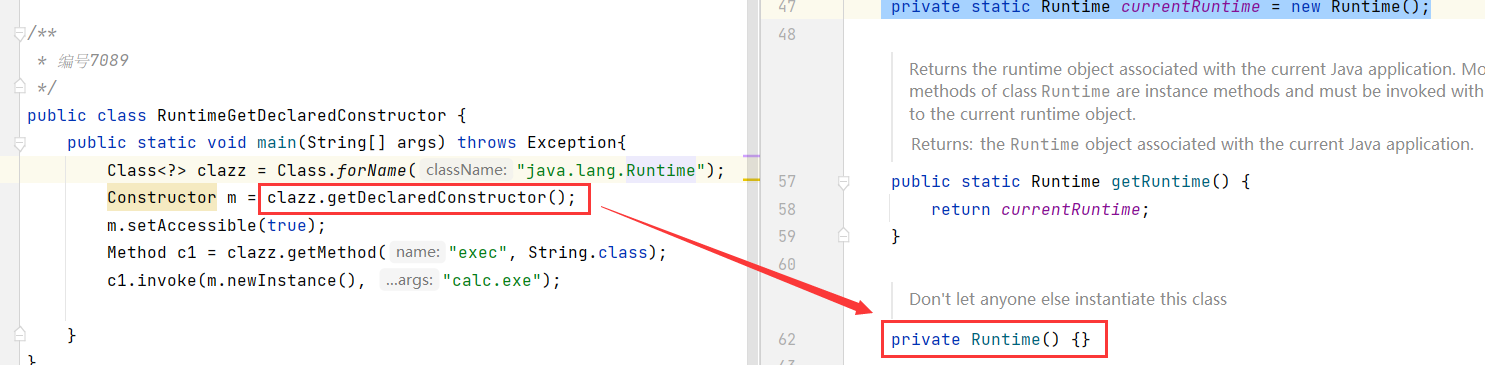 /**
* 编号7089
*/
public class RuntimeGetDeclaredConstructor {
public static void main(String[] args) throws Exception{
Class<?> clazz = Class.forName( className: "java.lang.Runtime");
Constructor m = clazz.getDeclaredConstructor();
m.setAccessible(true);
Method c1 = clazz.getMethod( name: "exec", String.class);
c1.invoke(m.newInstance(), ...args: "calc.exe");
}
47 private static Runtime currentRuntime = new Runtime();
48
Returns the runtime object associated with the current Java application. Mo
methods of class Runtime are instance methods and must be invoked with
to the current runtime object.
Returns: the Runtime object associated with the current Java application.
57 public static Runtime getRuntime() {
58 return currentRuntime;
59 }
60
Don't let anyone else instantiate this class
62 private Runtime() {}